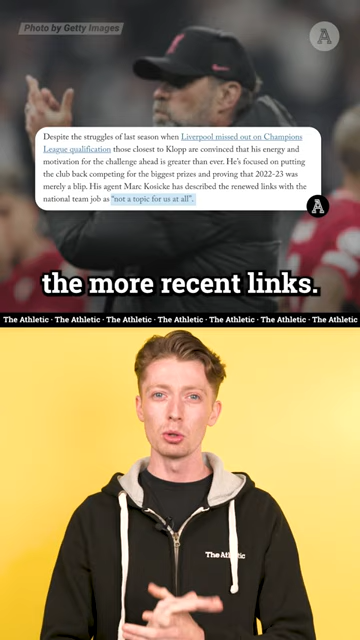 Photo by Getty Images
A
Despite the struggles of last season when Liverpool missed out on Champions
League qualification those closest to Klopp are convinced that his energy and
motivation for the challenge ahead is greater than ever. He's focused on putting
the club back competing for the biggest prizes and proving that 2022-23 was
merely a blip. His agent Marc Kosicke has described the renewed links with the
national team job as "not a topic for us at all".
A
the more recent links.
The Athletic · The Athletic · The Athletic · The Athletic · The Athletic · The Athletic · The Athletic
The Athletic